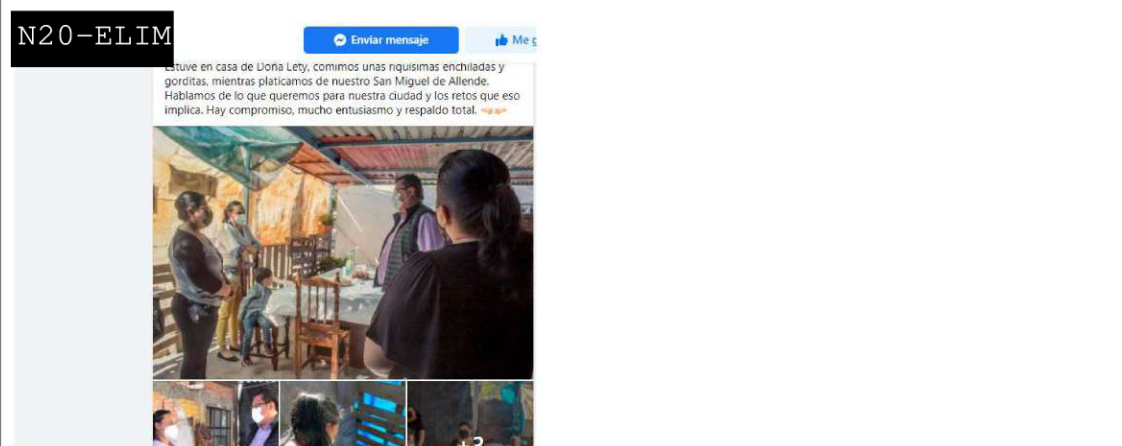 N20-ELIM
Enviar mensaje
Me g
Estuve en casa de Doña Lety, comimos unas riquísimas enchiladas y
gorditas, mientras platicamos de nuestro San Miguel de Allende.
Hablamos de lo que queremos para nuestra ciudad y los retos que eso
implica. Hay compromiso, mucho entusiasmo y respaldo total.
+3